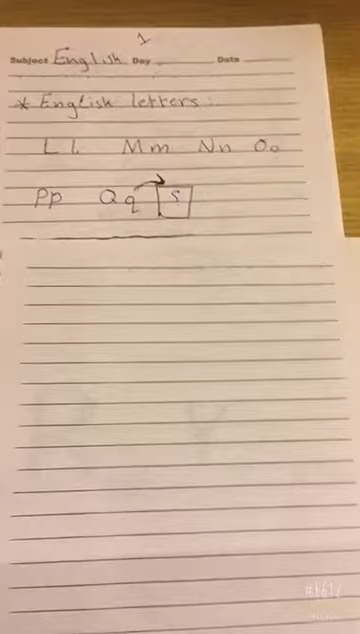 1
Subject English Day Date
* English letters:
Ll Mm Nn Oo
Pp Qq